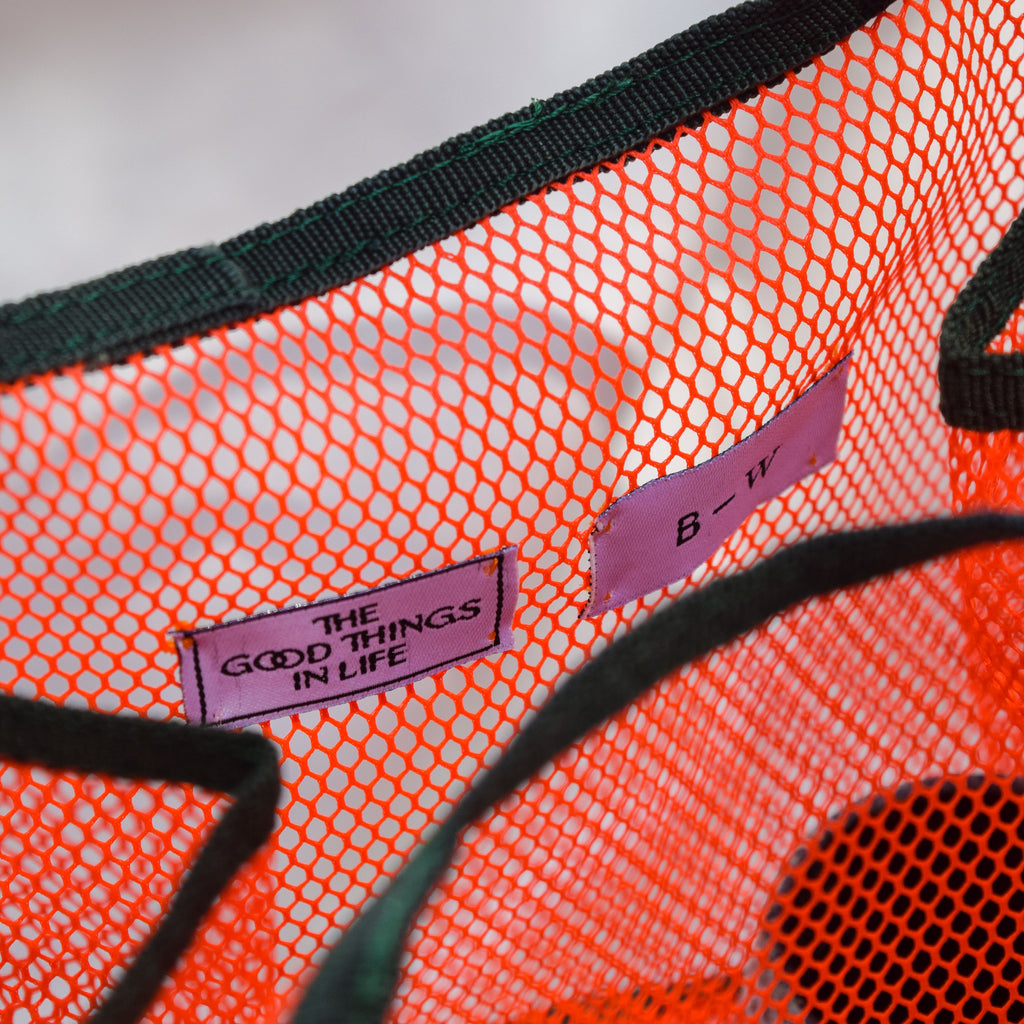 THE
GOOD THINGS
IN LIFE
B – W